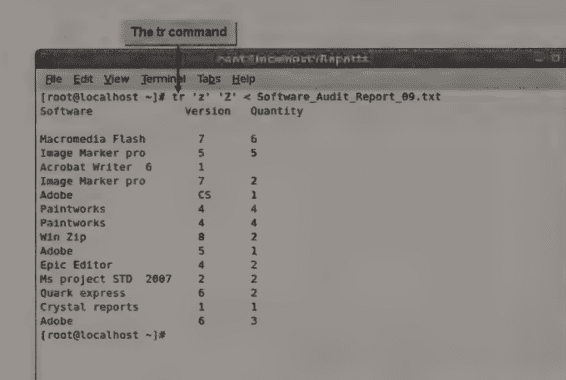 The tr command
root@localhost:~/Reports
File Edit View Terminal Tabs Help
[root@localhost ~]# tr 'z' 'Z' < Software_Audit_Report_09.txt
Software Version Quantity
Macromedia Flash 7 6
Image Marker pro 5 5
Acrobat Writer 6 1
Image Marker pro 7 2
Adobe CS 1
Paintworks 4 4
Paintworks 4 4
Win Zip 8 2
Adobe 5 1
Epic Editor 4 2
Ms project STD 2007 2 2
Quark express 6 2
Crystal reports 1 1
Adobe 6 3
[root@localhost ~]#